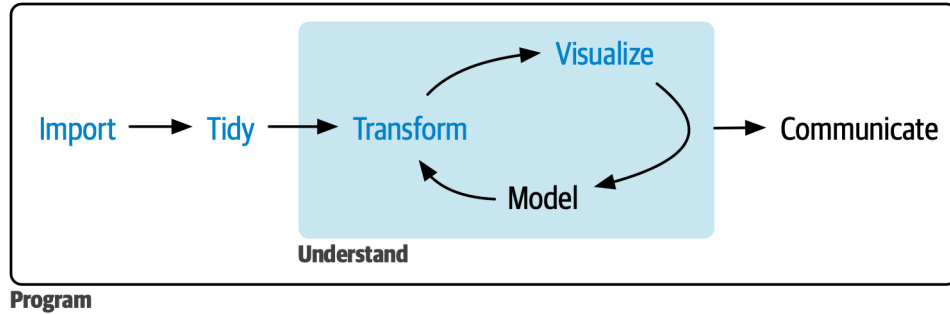 Visualize
Import Tidy Transform Communicate
Model
Understand
Program